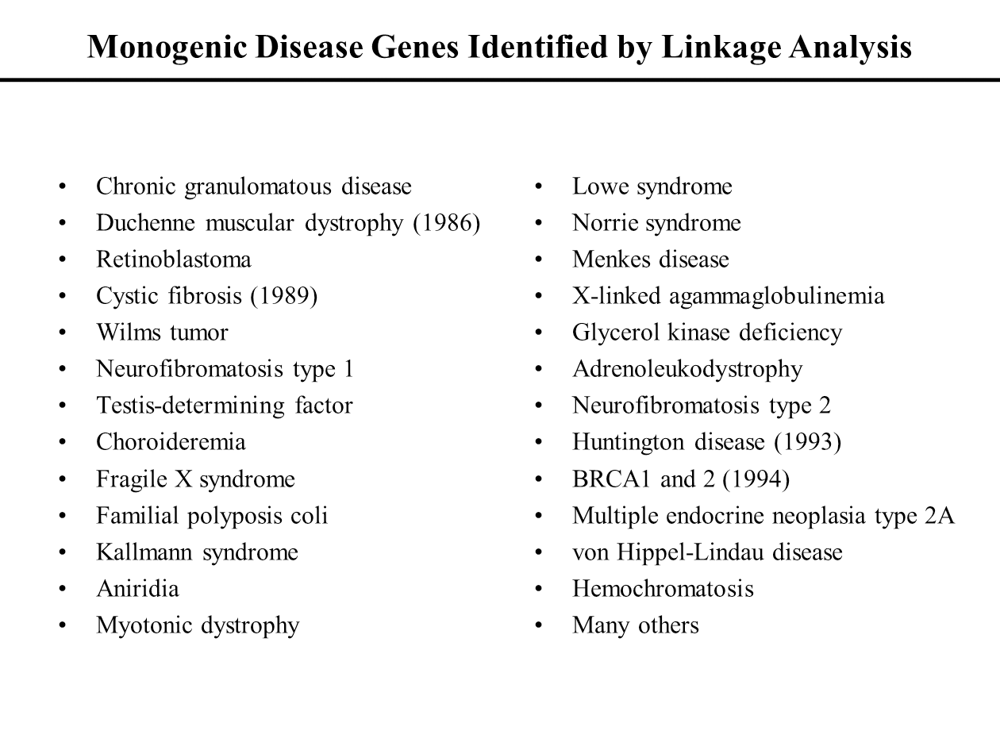 Monogenic Disease Genes Identified by Linkage Analysis
• Chronic granulomatous disease
• Duchenne muscular dystrophy (1986)
• Retinoblastoma
• Cystic fibrosis (1989)
• Wilms tumor
• Neurofibromatosis type 1
• Testis-determining factor
• Choroideremia
• Fragile X syndrome
• Familial polyposis coli
• Kallmann syndrome
• Aniridia
• Myotonic dystrophy
• Lowe syndrome
• Norrie syndrome
• Menkes disease
• X-linked agammaglobulinemia
• Glycerol kinase deficiency
• Adrenoleukodystrophy
• Neurofibromatosis type 2
• Huntington disease (1993)
• BRCA1 and 2 (1994)
• Multiple endocrine neoplasia type 2A
• von Hippel-Lindau disease
• Hemochromatosis
• Many others